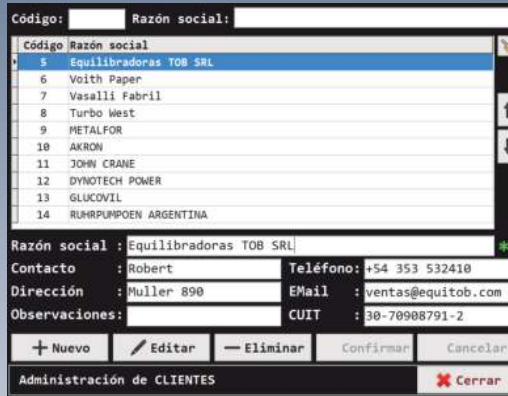 Código: Razón social:
Código Razón social
5 Equilibradoras TOB SRL
6 Voith Paper
7 Vasalli Fabril
8 Turbo West
9 METALFOR
10 AKRON
11 JOHN CRANE
12 DYNOTECH POWER
13 GLUCOVIL
14 RUHRPUMPOEN ARGENTINA
Razón social : Equilibradoras TOB SRL
Contacto : Robert Teléfono: +54 353 532410
Dirección : Muller 890 EMail : ventas@equitob.com
Observaciones: CUIT : 30-70908791-2
Nuevo Editar Eliminar Confirmar Cancelar
Administración de CLIENTES Cerrar